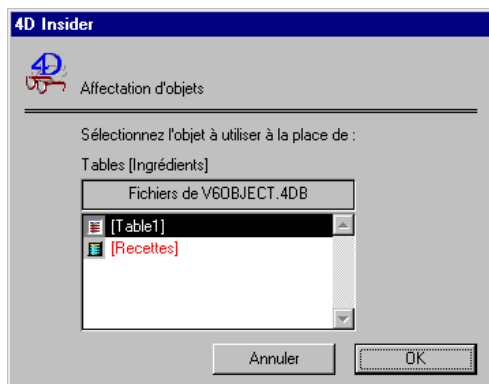 4D Insider
4D
Affectation d'objets
Sélectionnez l'objet à utiliser à la place de :
Tables [Ingrédients]
Fichiers de V6OBJECT.4DB
[Table1]
[Recettes]
Annuler
OK